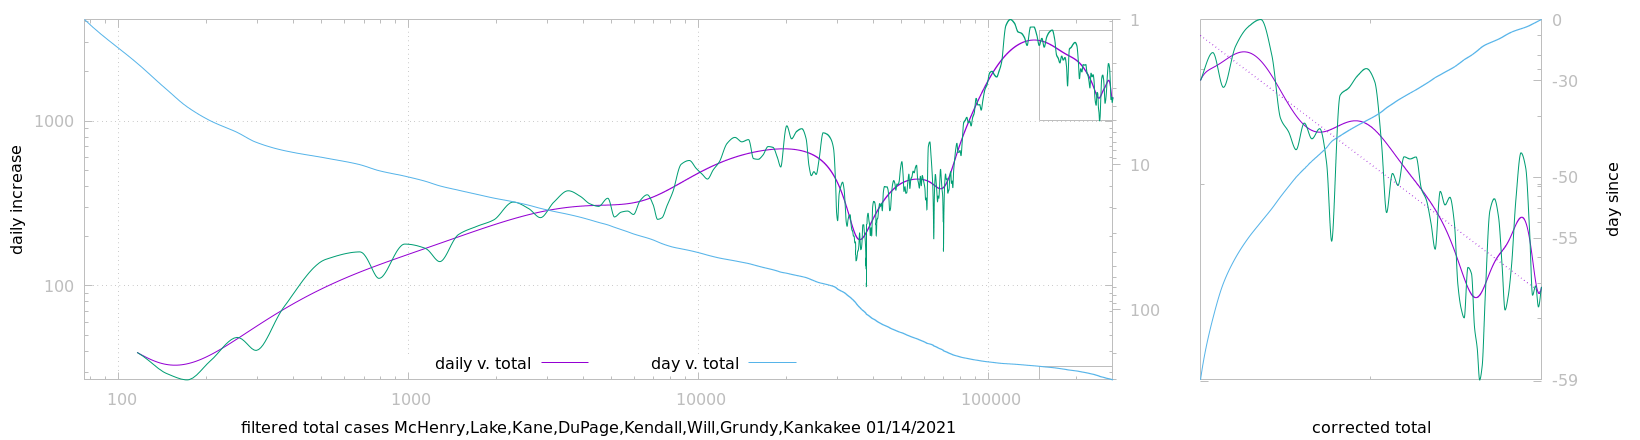 daily increase
1000
100
100
1000
10000
100000
1
10
100
daily v. total
day v. total
filtered total cases McHenry,Lake,Kane,DuPage,Kendall,Will,Grundy,Kankakee 01/14/2021
0
-30
-50
-55
-59
day since
corrected total